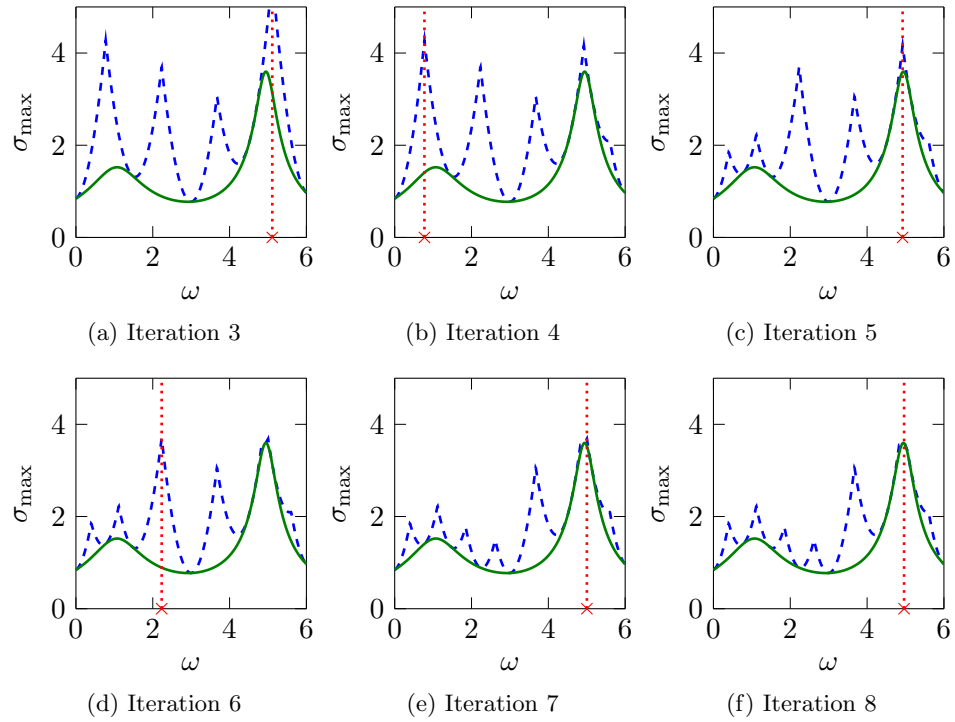 4
2
0
σmax
0 2 4 6
ω
(a) Iteration 3
4
2
0
σmax
0 2 4 6
ω
(b) Iteration 4
4
2
0
σmax
0 2 4 6
ω
(c) Iteration 5
4
2
0
σmax
0 2 4 6
ω
(d) Iteration 6
4
2
0
σmax
0 2 4 6
ω
(e) Iteration 7
4
2
0
σmax
0 2 4 6
ω
(f) Iteration 8